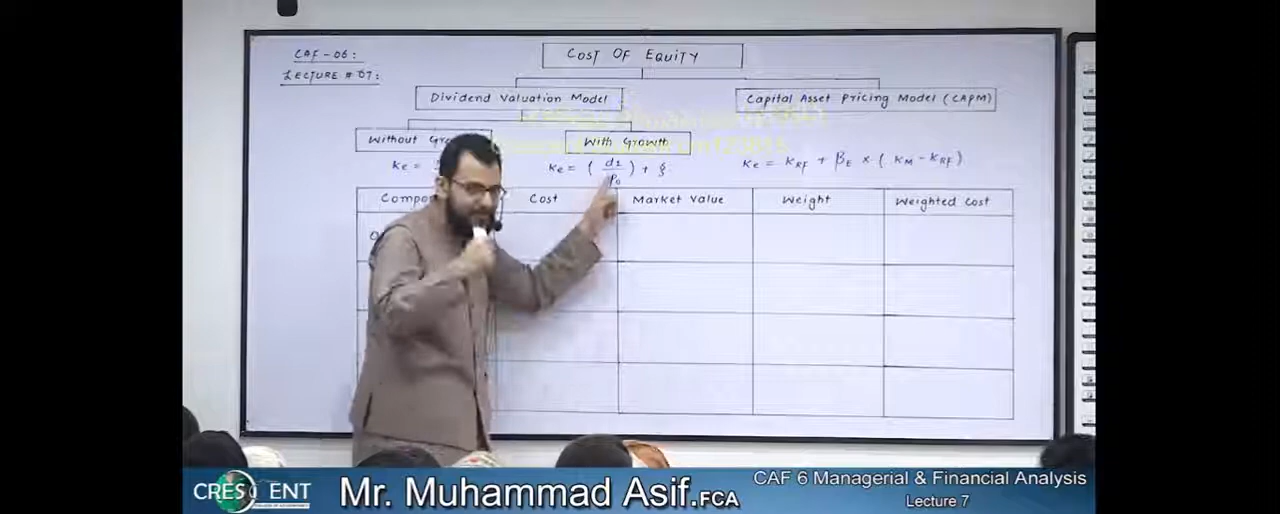 CAF - 06:
LECTURE # 07:
COST OF EQUITY
Dividend Valuation Model
Capital Asset Pricing Model (CAPM)
Without
With Growth
Ke =
Ke = ( d1 / P0 ) + g
Ke = KRF + βE × ( KM - KRF )
Cost
Market Value
Weight
Weighted Cost
CRESCENT
Mr. Muhammad Asif.FCA
CAF 6 Managerial & Financial Analysis
Lecture 7